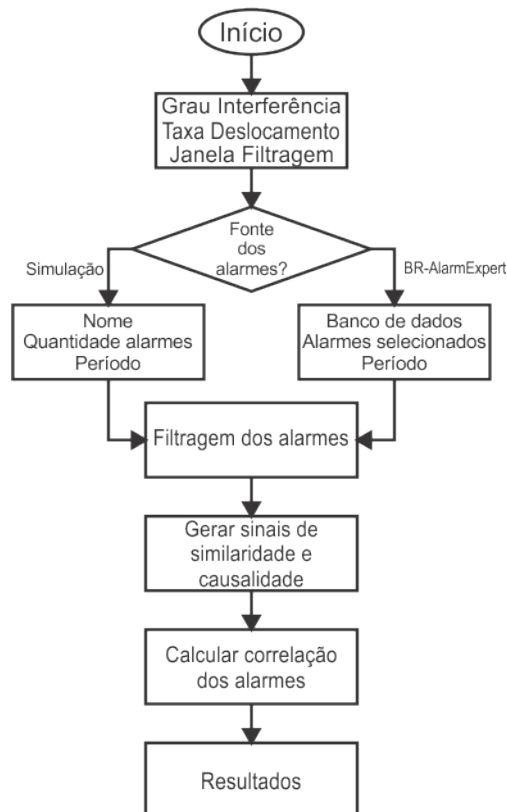 Início
Grau Interferência
Taxa Deslocamento
Janela Filtragem
Fonte
dos
alarmes?
Simulação
BR-AlarmExpert
Nome
Quantidade alarmes
Período
Banco de dados
Alarmes selecionados
Período
Filtragem dos alarmes
Gerar sinais de
similaridade e
causalidade
Calcular correlação
dos alarmes
Resultados